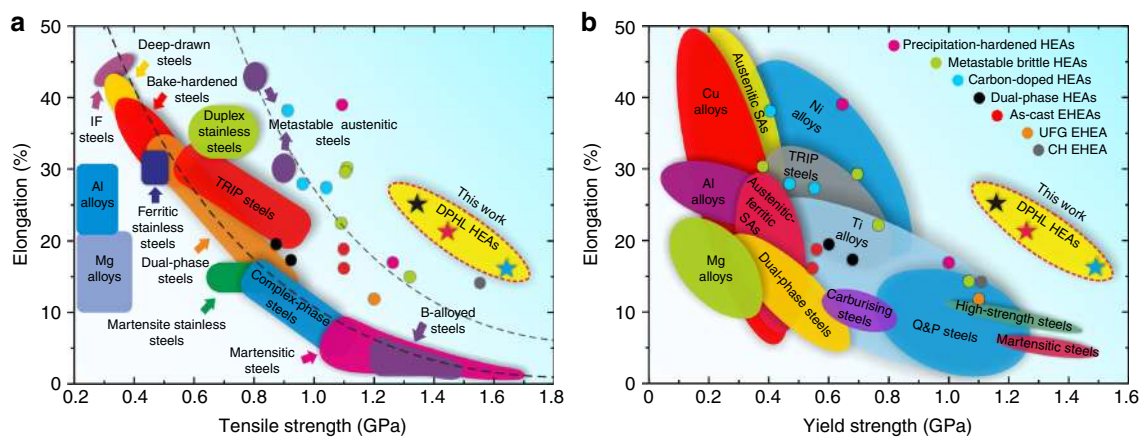 a
50
40
30
20
10
0
Elongation (%)
0.2
0.4
0.6
0.8
1.0
1.2
1.4
1.6
1.8
Tensile strength (GPa)
Deep-drawn
steels
Bake-hardened
steels
IF
steels
Duplex
stainless
steels
Metastable austenitic
steels
Al
alloys
Mg
alloys
Ferritic
stainless
steels
TRIP steels
Dual-phase
steels
Martensite stainless
steels
Complex-phase
steels
Martensitic
steels
B-alloyed
steels
This work
DPHL HEAs
b
50
40
30
20
10
0
Elongation (%)
0
0.2
0.4
0.6
0.8
1.0
1.2
1.4
1.6
Yield strength (GPa)
Precipitation-hardened HEAs
Metastable brittle HEAs
Carbon-doped HEAs
Dual-phase HEAs
As-cast EHEAs
UFG EHEA
CH EHEA
Cu
alloys
Austenitic SAs
Ni
alloys
TRIP
steels
Al
alloys
Austenitic-
ferritic
SAs
Ti
alloys
Mg
alloys
Dual-phase steels
Carburising
steels
Q&P steels
High-strength steels
Martensitic steels
This work
DPHL HEAs